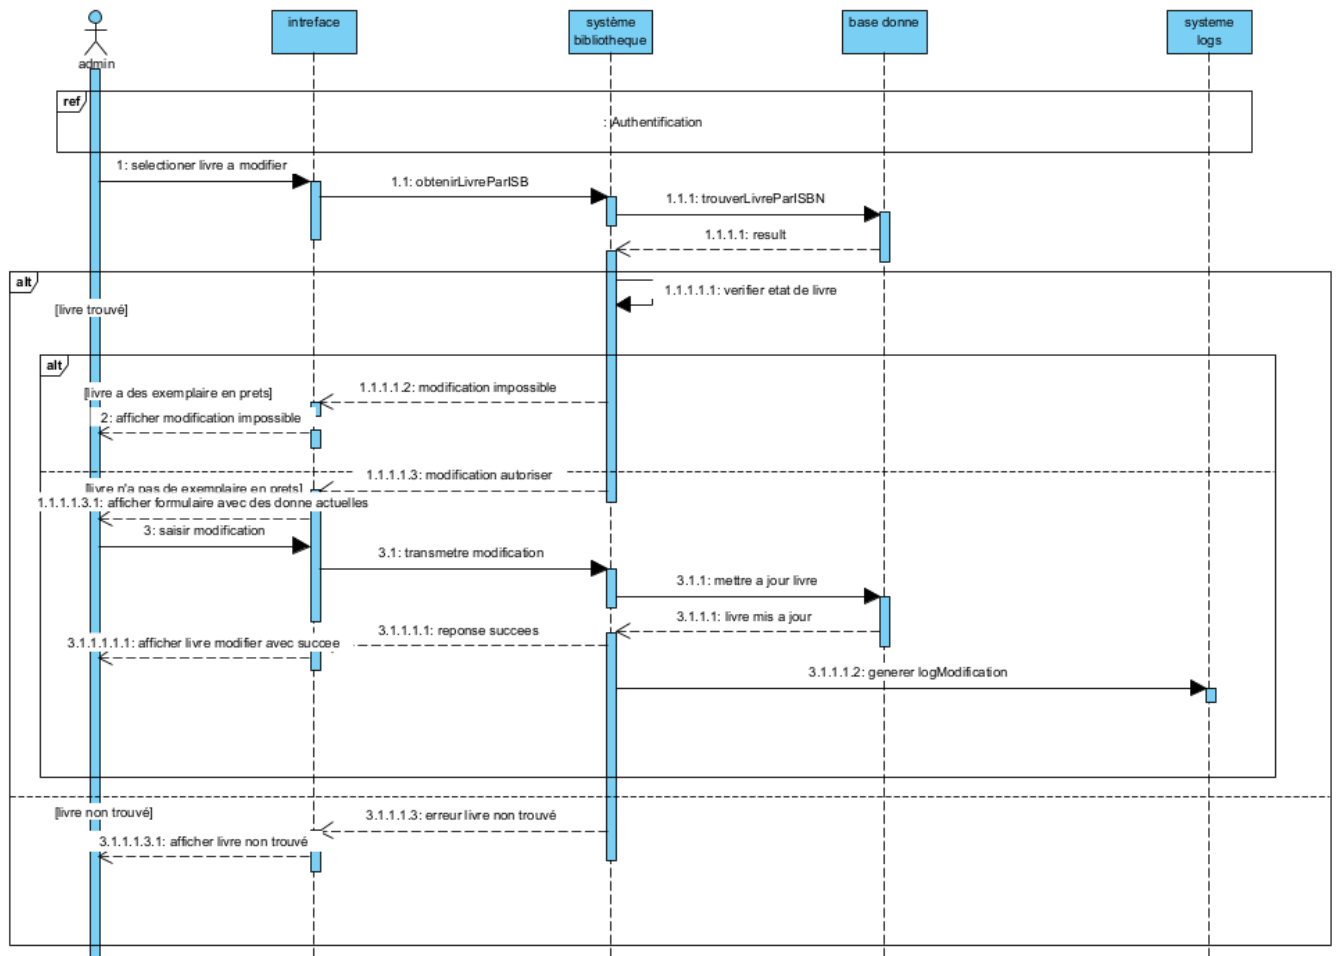 admin
intreface
système
bibliotheque
base donne
systeme
logs
ref
: Authentification
1: selectioner livre a modifier
1.1: obtenirLivreParISB
1.1.1: trouverLivreParISBN
1.1.1.1: result
alt
1.1.1.1.1: verifier etat de livre
[livre trouvé]
alt
[livre a des exemplaire en prets]
1.1.1.1.2: modification impossible
2: afficher modification impossible
1.1.1.1.3: modification autoriser
[livre n'a pas de exemplaire en prets]
1.1.1.1.3.1: afficher formulaire avec des donne actuelles
3: saisir modification
3.1: transmetre modification
3.1.1: mettre a jour livre
3.1.1.1: livre mis a jour
3.1.1.1.1: reponse succees
3.1.1.1.1.1: afficher livre modifier avec succee
3.1.1.1.2: generer logModification
[livre non trouvé]
3.1.1.1.3: erreur livre non trouvé
3.1.1.1.3.1: afficher livre non trouvé